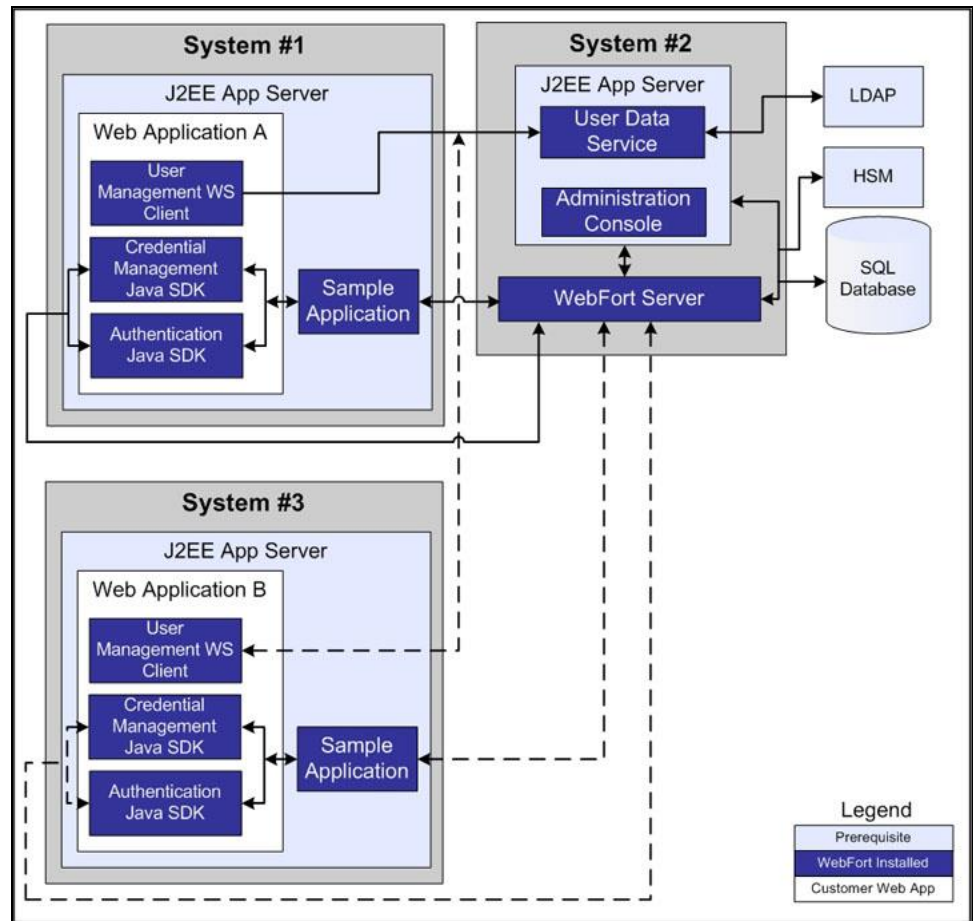 System #1
J2EE App Server
Web Application A
User
Management WS
Client
Credential
Management
Java SDK
Authentication
Java SDK
Sample
Application
System #2
J2EE App Server
User Data
Service
Administration
Console
WebFort Server
LDAP
HSM
SQL
Database
System #3
J2EE App Server
Web Application B
User
Management WS
Client
Credential
Management
Java SDK
Authentication
Java SDK
Sample
Application
Legend
Prerequisite
WebFort Installed
Customer Web App